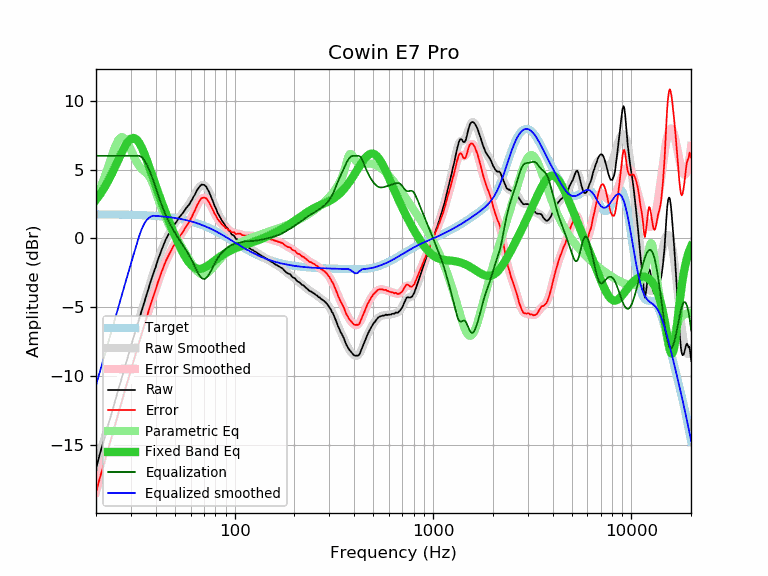 Cowin E7 Pro
Amplitude (dBr)
10
5
0
−5
−10
−15
Target
Raw Smoothed
Error Smoothed
Raw
Error
Parametric Eq
Fixed Band Eq
Equalization
Equalized smoothed
100
1000
10000
Frequency (Hz)